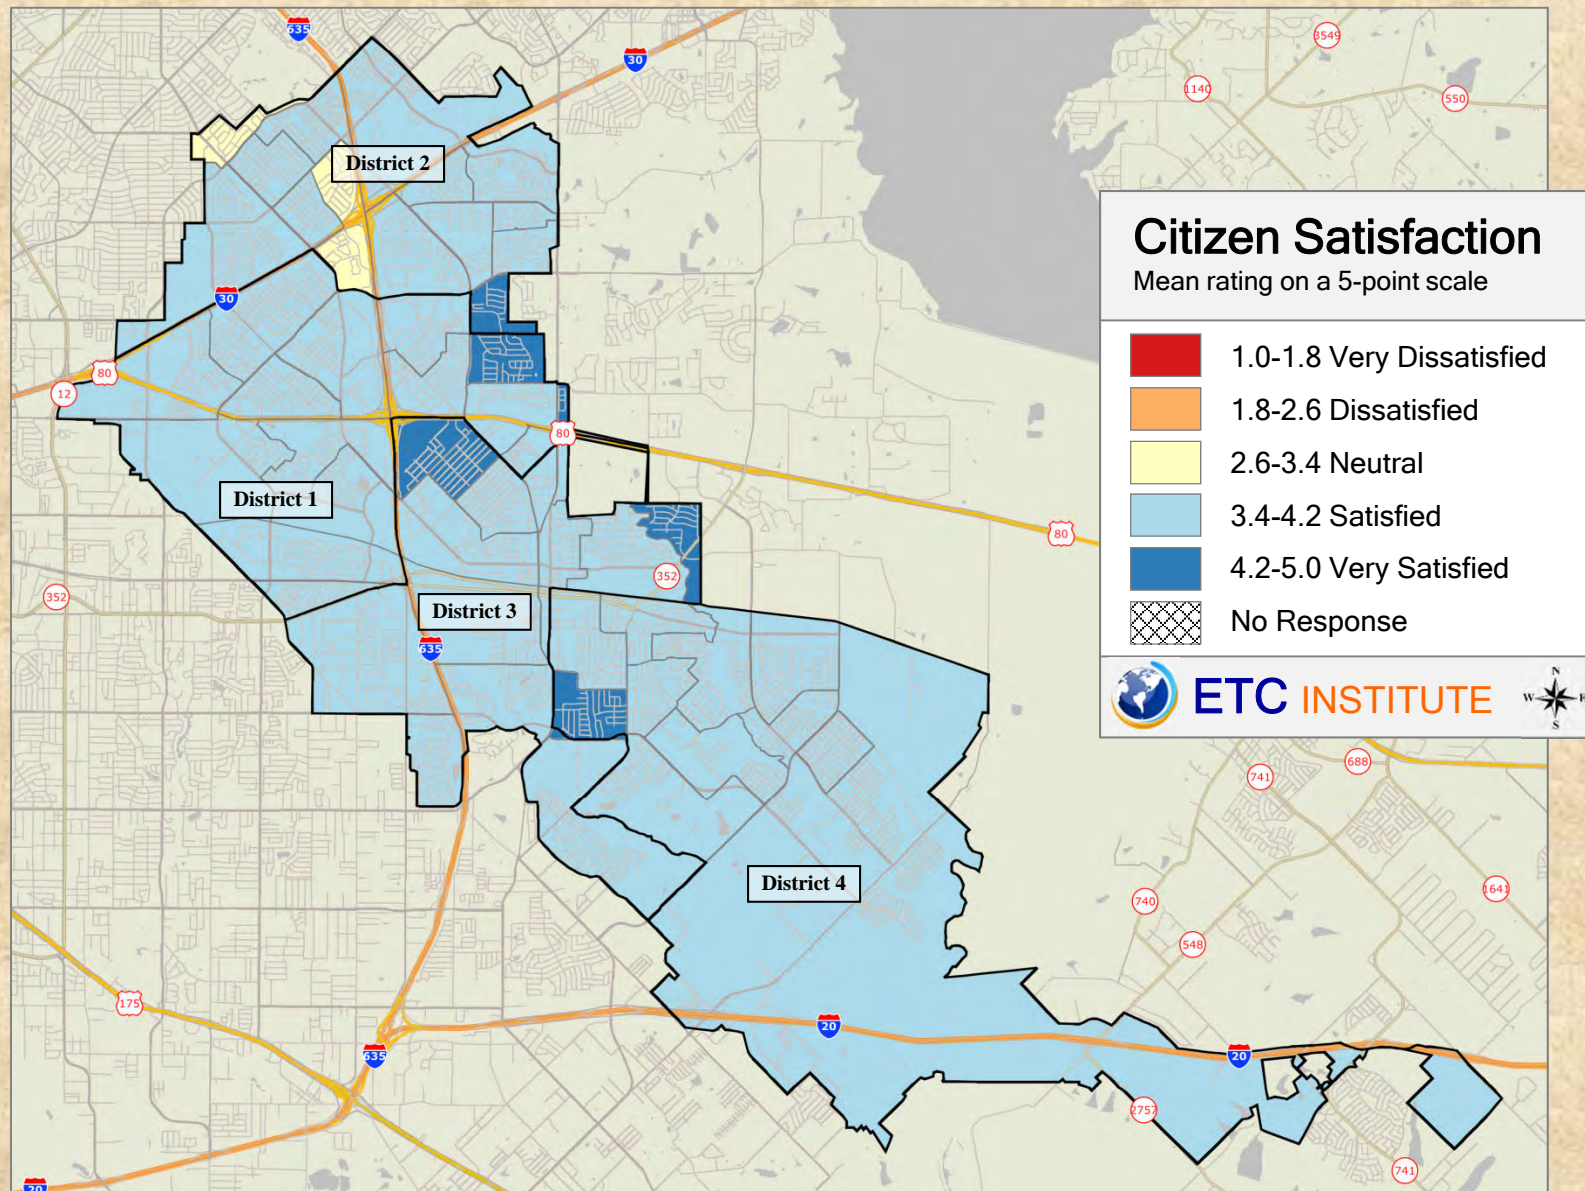 635
30
3549
1140
550
District 2
Citizen Satisfaction
Mean rating on a 5-point scale
30
1.0-1.8 Very Dissatisfied
80
12
1.8-2.6 Dissatisfied
80
2.6-3.4 Neutral
District 1
3.4-4.2 Satisfied
80
352
4.2-5.0 Very Satisfied
352
District 3
No Response
635
ETC INSTITUTE
N
W
E
S
688
741
District 4
1641
740
548
175
20
635
20
2757
741
20